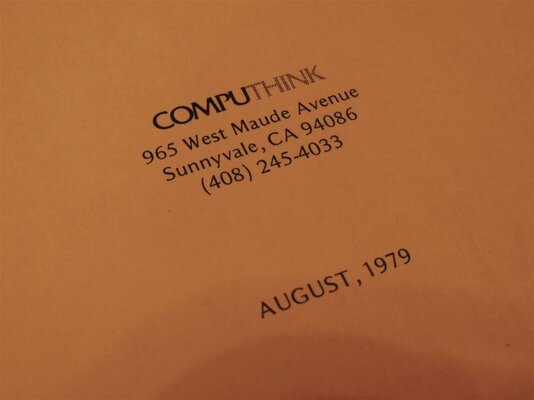 COMPUTHINK
965 West Maude Avenue
Sunnyvale, CA 94086
(408) 245-4033
AUGUST, 1979